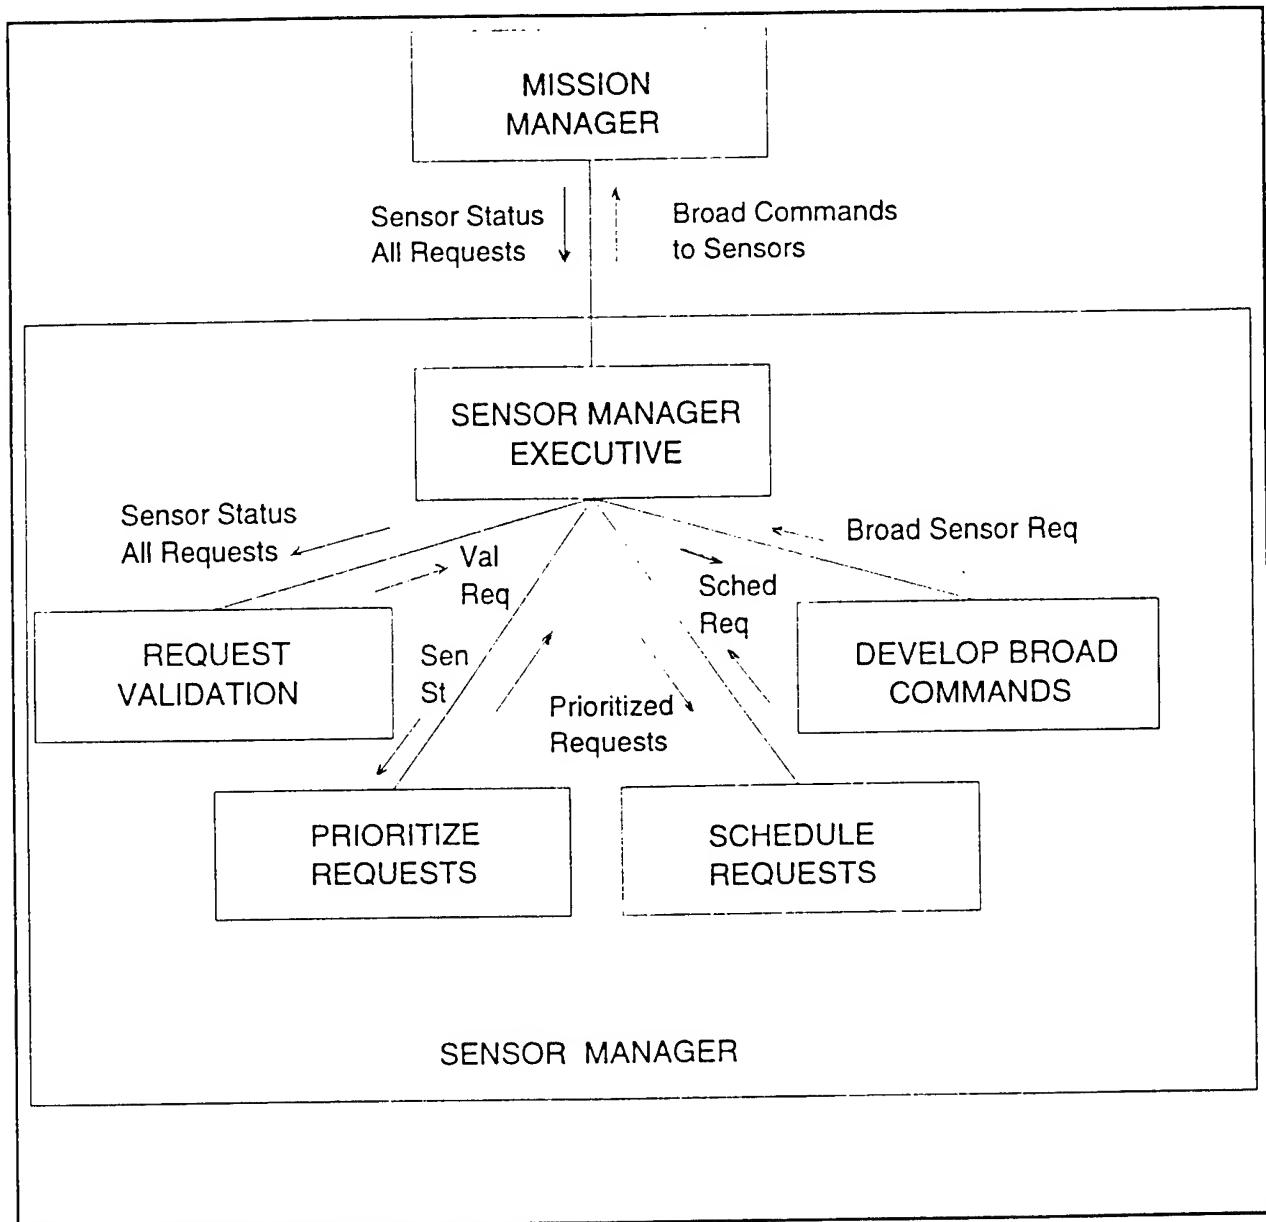 MISSION
MANAGER
Sensor Status
All Requests
Broad Commands
to Sensors
SENSOR MANAGER
EXECUTIVE
Sensor Status
All Requests
Val
Req
Sched
Req
Broad Sensor Req
REQUEST
VALIDATION
Sen
St
Prioritized
Requests
DEVELOP BROAD
COMMANDS
PRIORITIZE
REQUESTS
SCHEDULE
REQUESTS
SENSOR MANAGER